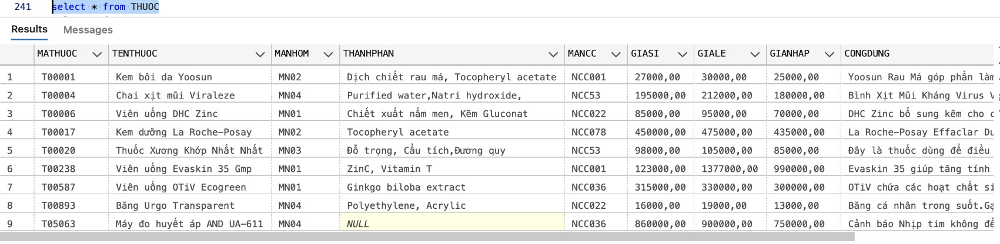 241 select * from THUOC
Results Messages
MATHUOC TENTHUOC MANHOM THANHPHAN MANCC GIASI GIALE GIANHAP CONGDUNG
1 T00001 Kem bôi da Yoosun MN02 Dịch chiết rau má, Tocopheryl acetate NCC001 27000,00 30000,00 25000,00 Yoosun Rau Má góp phần làm
2 T00004 Chai xịt mũi Viraleze MN04 Purified water,Natri hydroxide, NCC53 195000,00 212000,00 180000,00 Bình Xịt Mũi Kháng Virus V
3 T00006 Viên uống DHC Zinc MN01 Chiết xuất nấm men, Kẽm Gluconat NCC022 85000,00 95000,00 70000,00 DHC Zinc bổ sung kẽm cho
4 T00017 Kem dưỡng La Roche-Posay MN02 Tocopheryl acetate NCC078 450000,00 475000,00 435000,00 La Roche-Posay Effaclar Du
5 T00020 Thuốc Xương Khớp Nhất Nhất MN03 Đỗ trọng, Cẩu tích,Đương quy NCC53 98000,00 105000,00 85000,00 Đây là thuốc dùng để điều
6 T00238 Viên uống Evaskin 35 Gmp MN01 ZinC, Vitamin T NCC001 123000,00 1377000,00 990000,00 Evaskin 35 giúp tăng tính
7 T00587 Viên uống OTiV Ecogreen MN01 Ginkgo biloba extract NCC036 315000,00 330000,00 300000,00 OTiV chứa các hoạt chất si
8 T00893 Băng Urgo Transparent MN04 Polyethylene, Acrylic NCC022 16000,00 19000,00 13000,00 Băng cá nhân trong suốt.Gạ
9 T05063 Máy đo huyết áp AND UA-611 MN04 NULL NCC036 860000,00 900000,00 750000,00 Cảnh báo Nhịp tim không đề